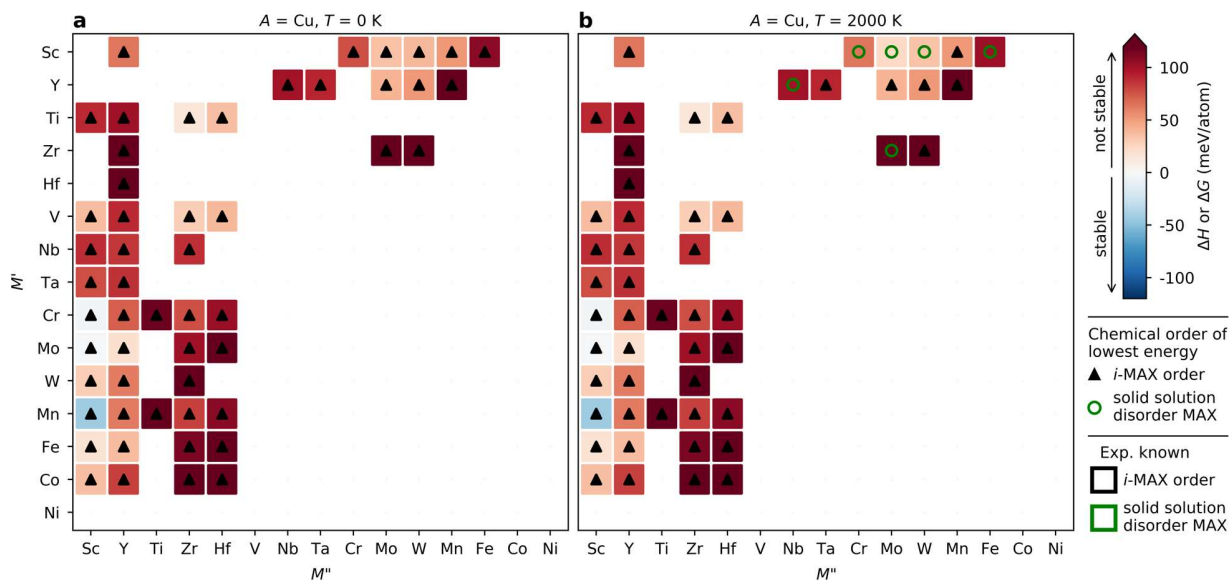 a
A = Cu, T = 0 K
b
A = Cu, T = 2000 K
M'
Sc
Y
Ti
Zr
Hf
V
Nb
Ta
Cr
Mo
W
Mn
Fe
Co
Ni
Sc Y Ti Zr Hf V Nb Ta Cr Mo W Mn Fe Co Ni
M"
Sc Y Ti Zr Hf V Nb Ta Cr Mo W Mn Fe Co Ni
M"
not stable
stable
100
50
0
-50
-100
ΔH or ΔG (meV/atom)
Chemical order of
lowest energy
i-MAX order
solid solution
disorder MAX
Exp. known
i-MAX order
solid solution
disorder MAX